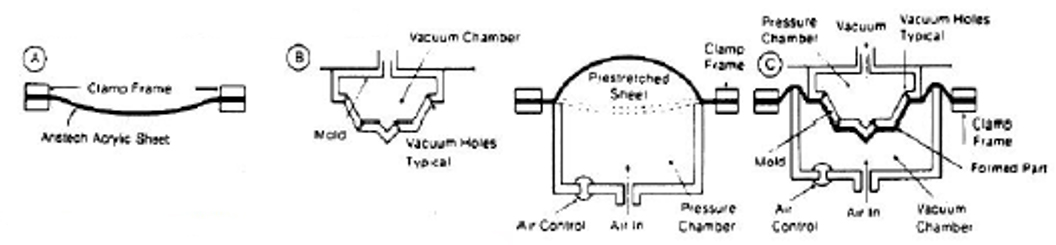 A
Clamp Frame
Aristech Acrylic Sheet
B
Vacuum Chamber
Mold
Vacuum Holes
Typical
Prestretched
Sheet
Clamp
Frame
Air Control
Air In
Pressure
Chamber
C
Pressure
Chamber
Vacuum
Vacuum Holes
Typical
Clamp
Frame
Mold
Formed Part
Air
Control
Air In
Vacuum
Chamber